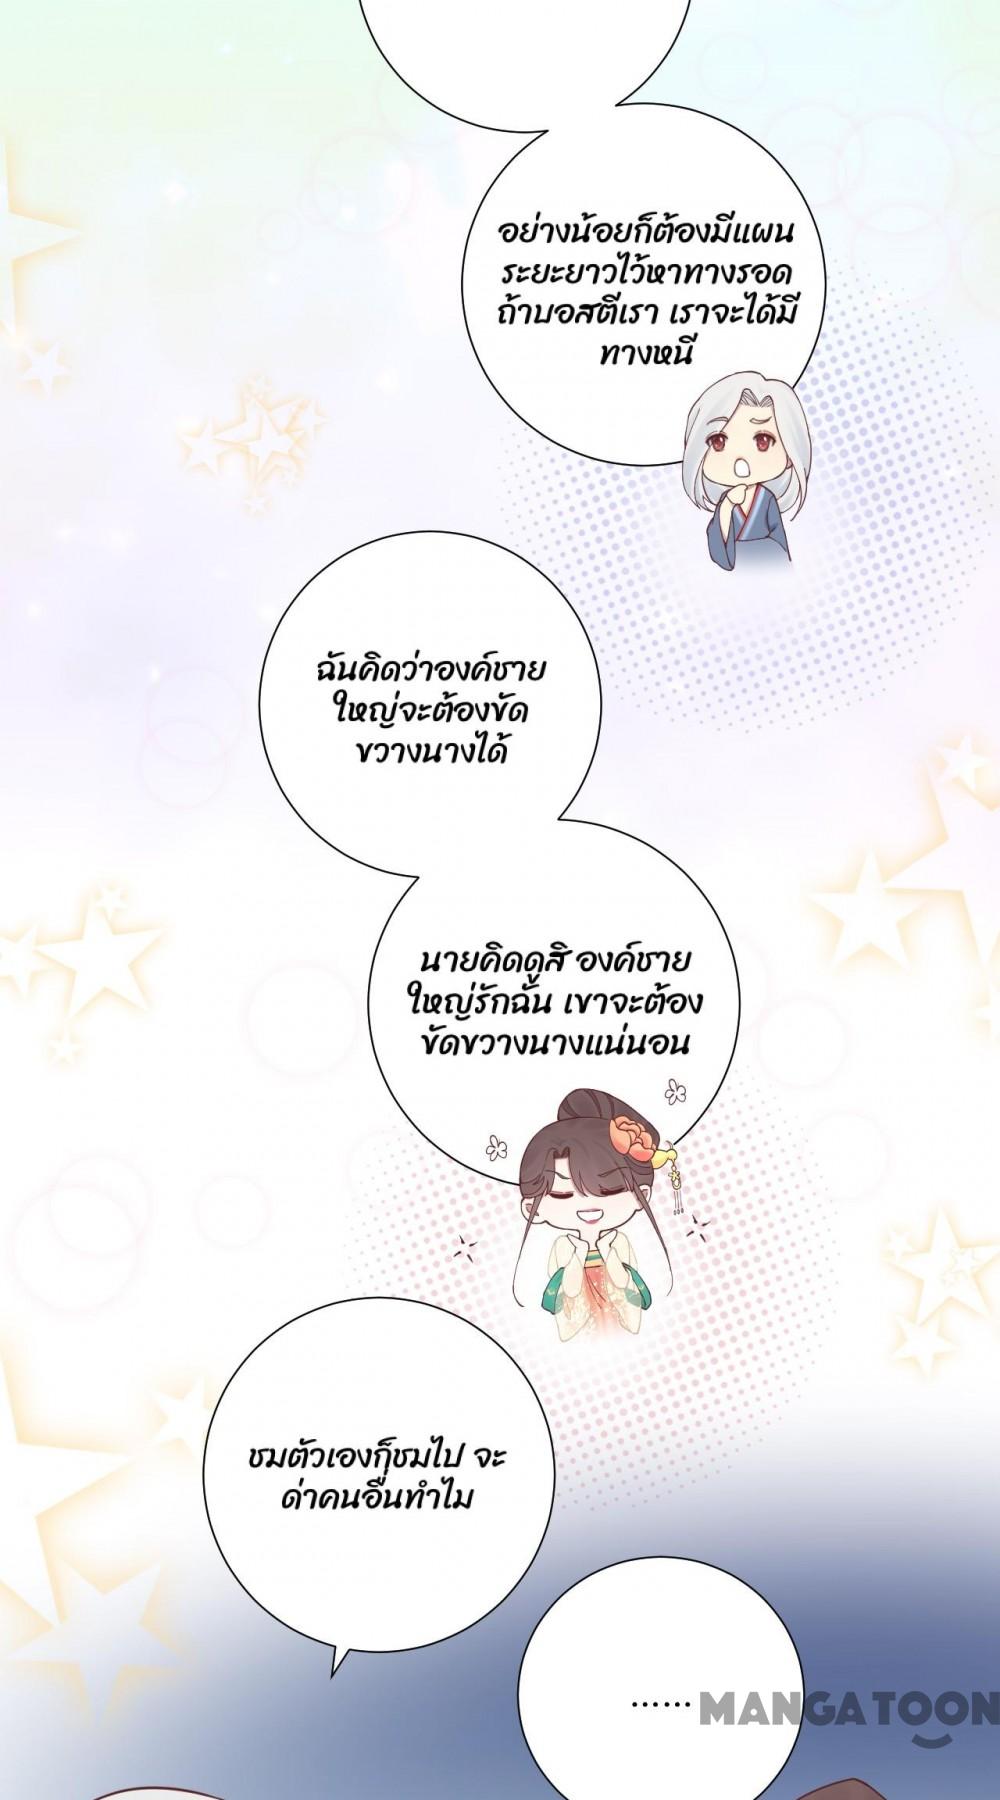 อย่างน้อยก็ต้องมีแผน
ระยะยาวไว้หาทางรอด
ถ้าบอสตีเรา เราจะได้มี
ทางหนี
ฉันคิดว่าองค์ชาย
ใหญ่จะต้องขัด
ขวางนางได้
นายคิดดูสิ องค์ชาย
ใหญ่รักฉัน เขาจะต้อง
ขัดขวางนางแน่นอน
ชมตัวเองก็ชมไป จะ
ด่าคนอื่นทำไม
......
MANGATOON